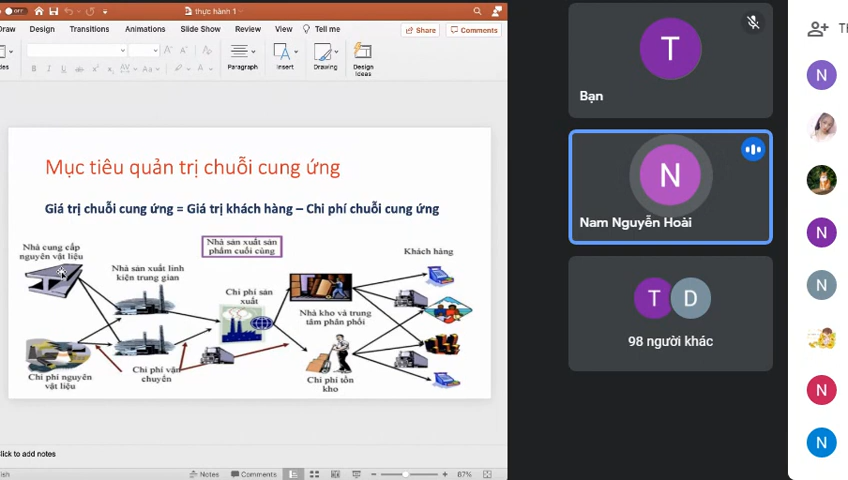 OFF
thực hành 1
Draw Design Transitions Animations Slide Show Review View Tell me Share Comments
Paragraph Insert Drawing Design
Ideas
Mục tiêu quản trị chuỗi cung ứng
Giá trị chuỗi cung ứng = Giá trị khách hàng – Chi phí chuỗi cung ứng
Nhà cung cấp
nguyên vật liệu
Nhà sản xuất linh
kiện trung gian
Nhà sản xuất sản
phẩm cuối cùng
Chi phí sản
xuất
Khách hàng
Nhà kho và trung
tâm phân phối
Chi phí nguyên
vật liệu
Chi phí vận
chuyển
Chi phí tồn
kho
Click to add notes
Notes Comments 67%
T
Bạn
N
Nam Nguyễn Hoài
T D
98 người khác
N
N
N
N
N